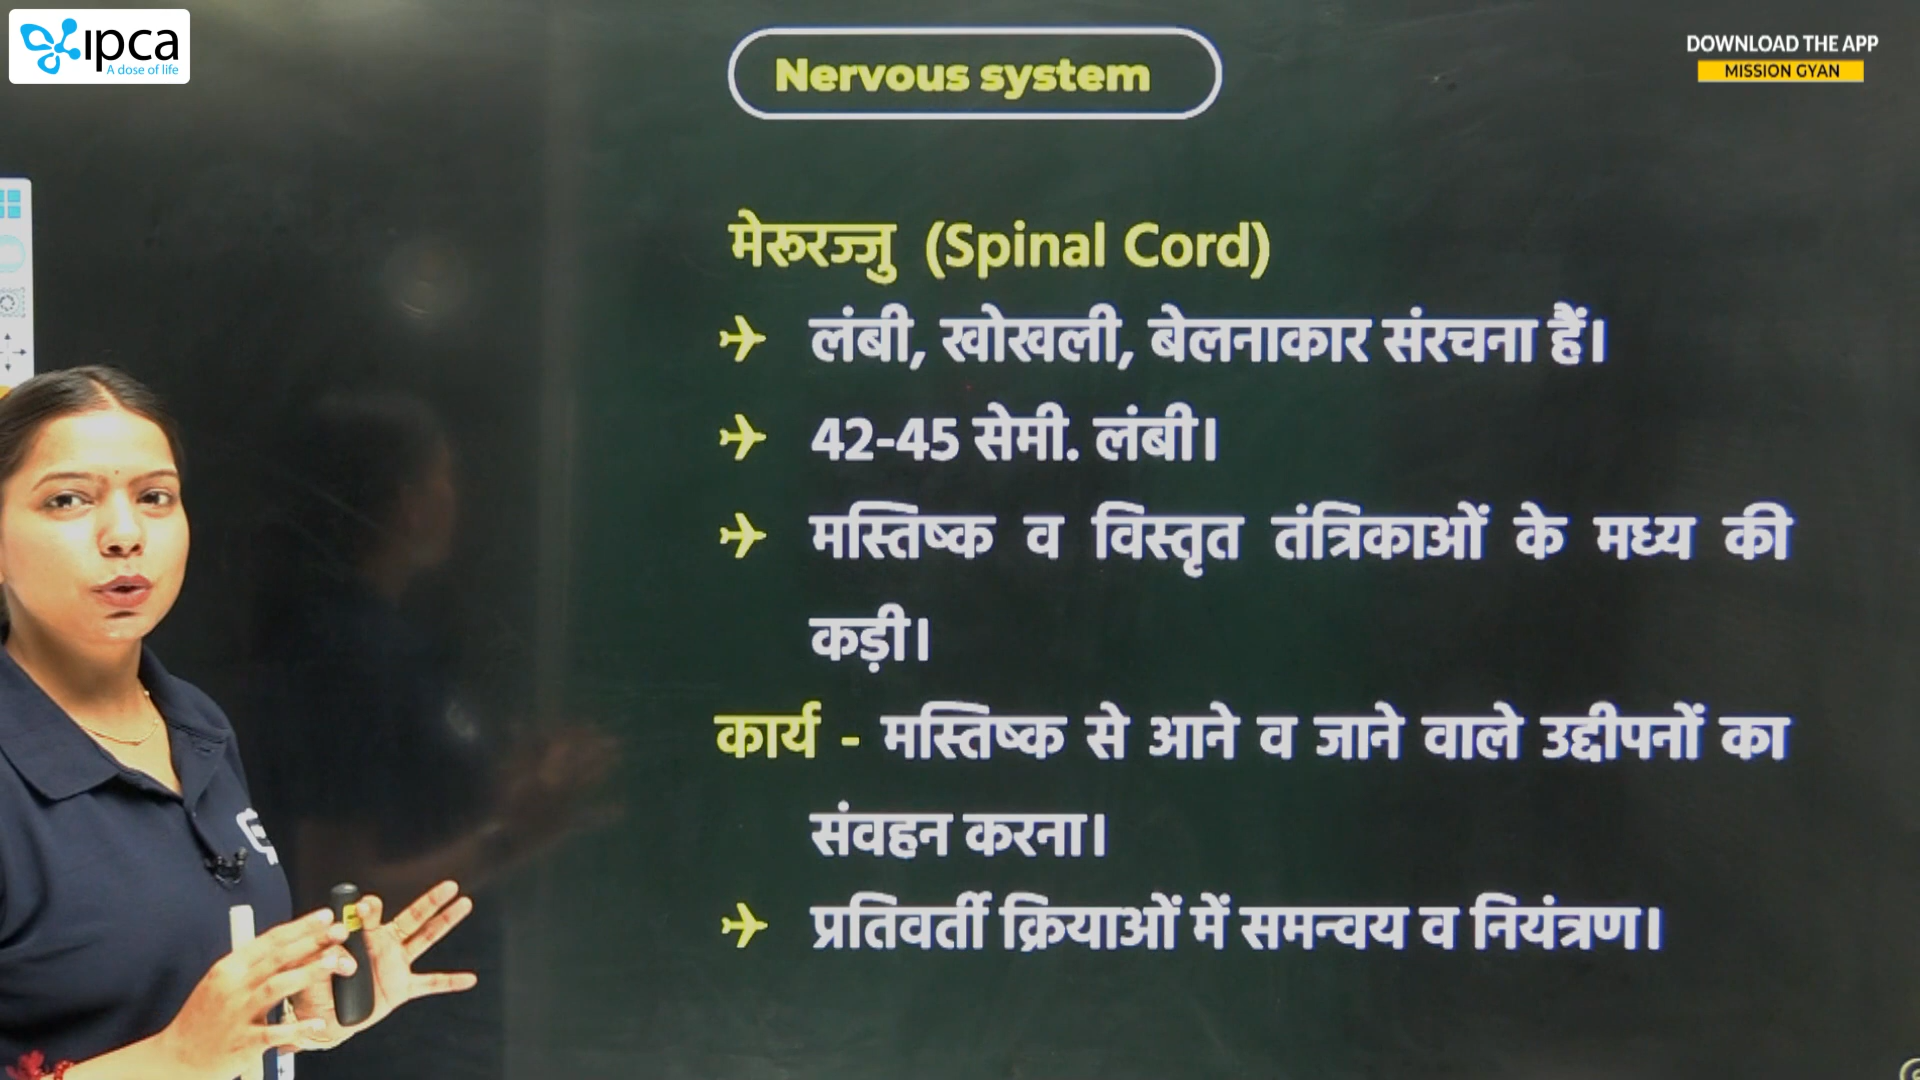 ipca
A dose of life
Nervous system
DOWNLOAD THE APP
MISSION GYAN
मेरूरज्जु (Spinal Cord)
लंबी, खोखली, बेलनाकार संरचना हैं।
42-45 सेमी. लंबी।
मस्तिष्क व विस्तृत तंत्रिकाओं के मध्य की
कड़ी।
कार्य - मस्तिष्क से आने व जाने वाले उद्दीपनों का
संवहन करना।
प्रतिवर्ती क्रियाओं में समन्वय व नियंत्रण।